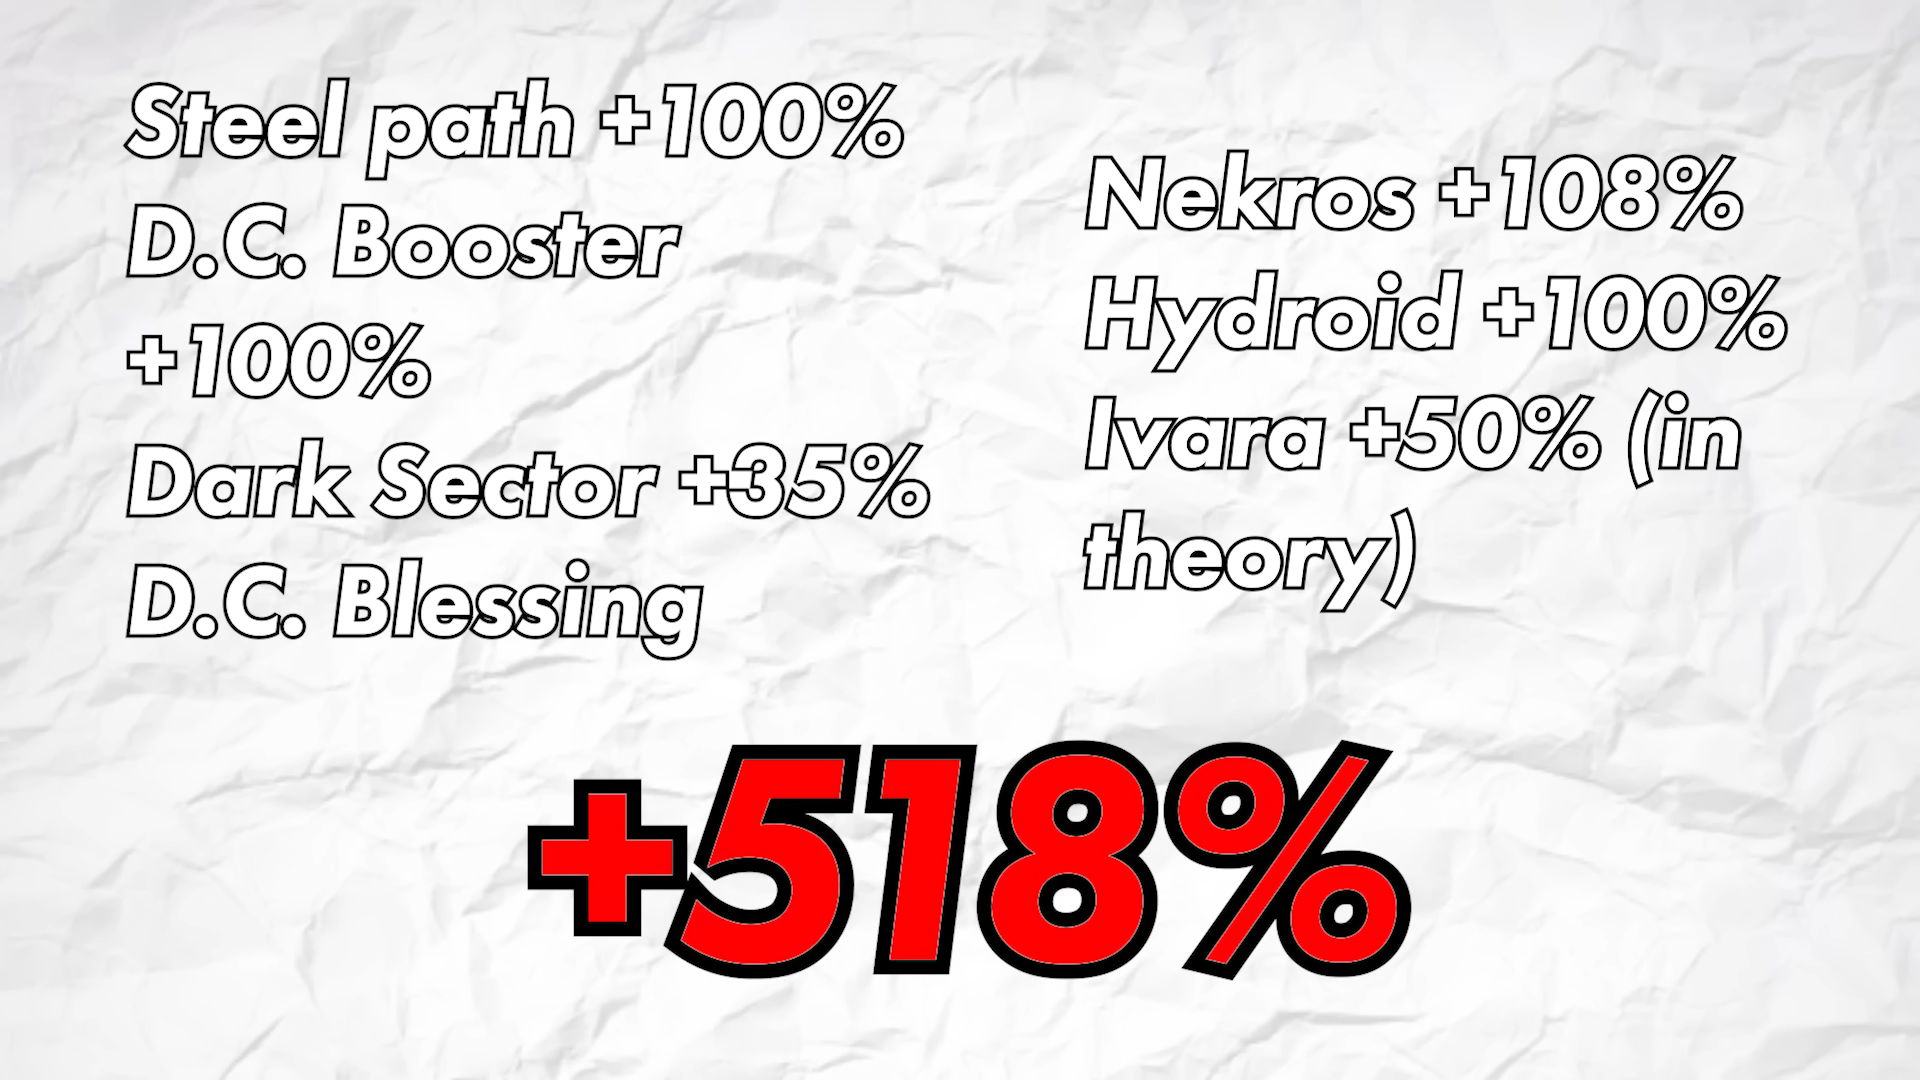 Steel path +100%
D.C. Booster
+100%
Dark Sector +35%
D.C. Blessing
Nekros +108%
Hydroid +100%
Ivara +50% (in
theory)
+518%